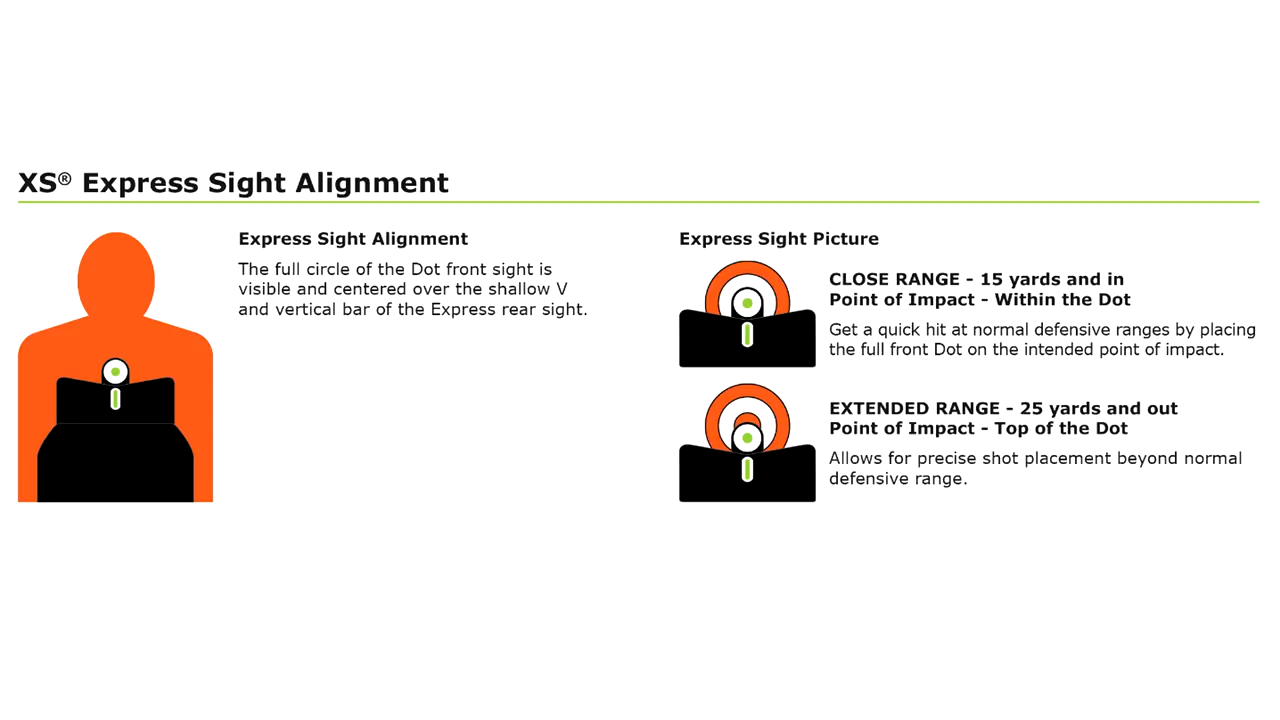 XS® Express Sight Alignment
Express Sight Alignment
The full circle of the Dot front sight is
visible and centered over the shallow V
and vertical bar of the Express rear sight.
Express Sight Picture
CLOSE RANGE - 15 yards and in
Point of Impact - Within the Dot
Get a quick hit at normal defensive ranges by placing
the full front Dot on the intended point of impact.
EXTENDED RANGE - 25 yards and out
Point of Impact - Top of the Dot
Allows for precise shot placement beyond normal
defensive range.